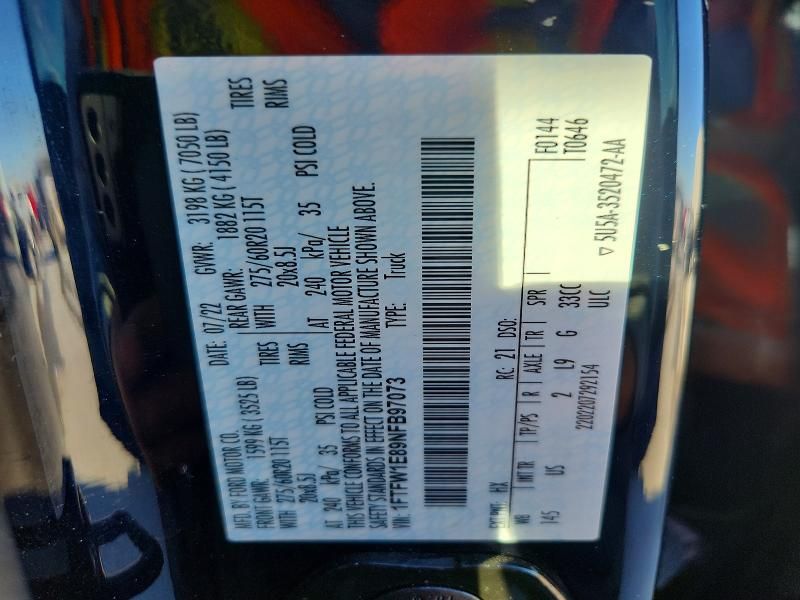 MFD. BY FORD MOTOR CO.
DATE: 07/22 GVWR: 3198 KG ( 7050 LB)
FRONT GAWR: 1599 KG ( 3525 LB)
REAR GAWR: 1882 KG ( 4150 LB)
WITH 275/60R20 115T TIRES
WITH 275/60R20 115T TIRES
20x8.5J RIMS
20x8.5J RIMS
AT 240 kPa/ 35 PSI COLD
AT 240 kPa/ 35 PSI COLD
THIS VEHICLE CONFORMS TO ALL APPLICABLE FEDERAL MOTOR VEHICLE
SAFETY STANDARDS IN EFFECT ON THE DATE OF MANUFACTURE SHOWN ABOVE.
VIN: 1FTFW1E89NFB97073 TYPE: Truck
EXT PNT: HX RC: 21 DSO: F0144
WB INT TR TP/PS R AXLE TR SPR T0646
145 US 2 L9 G 33CC
2202207292154 ULC ▽ 5U5A-3520472-AA